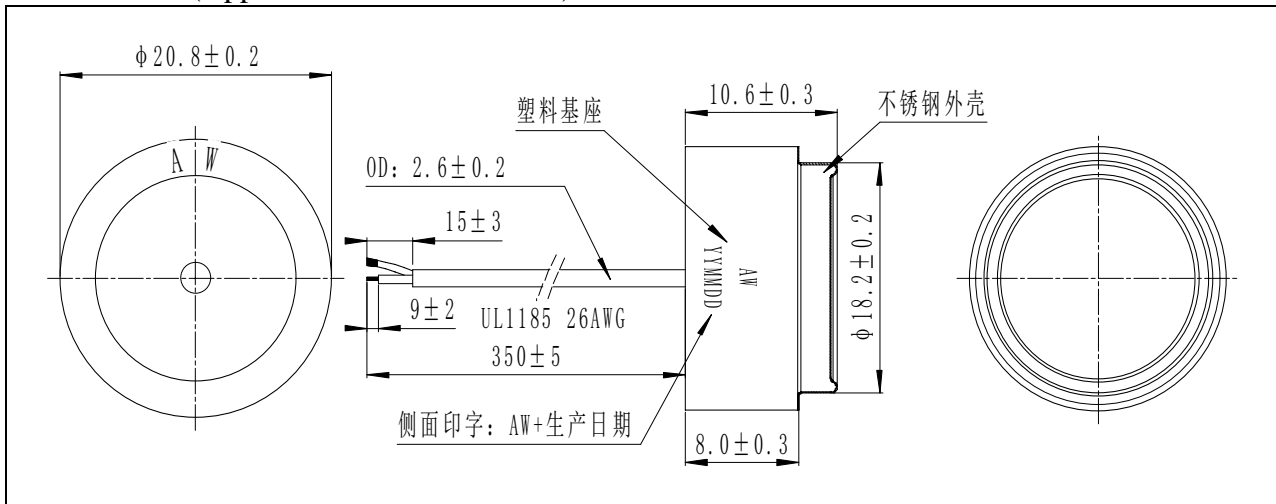 φ20.8±0.2
A W
塑料基座
10.6±0.3
不锈钢外壳
OD: 2.6±0.2
15±3
AW
YYMMDD
φ18.2±0.2
9±2
UL1185 26AWG
350±5
侧面印字: AW+生产日期
8.0±0.3